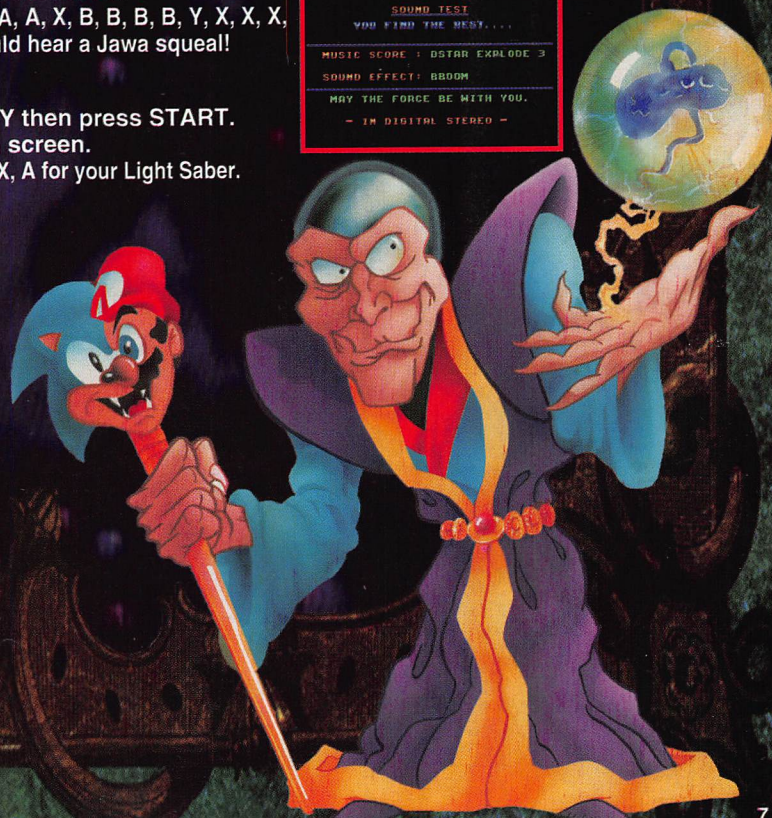 A, A, X, B, B, B, B, Y, X, X, X,
ld hear a Jawa squeal!
Y then press START.
screen.
X, A for your Light Saber.
SOUND TEST
YOU FIND THE BEST....
MUSIC SCORE : DSTAR EXPLODE 3
SOUND EFFECT: BBOOM
MAY THE FORCE BE WITH YOU.
- IN DIGITAL STEREO -
7